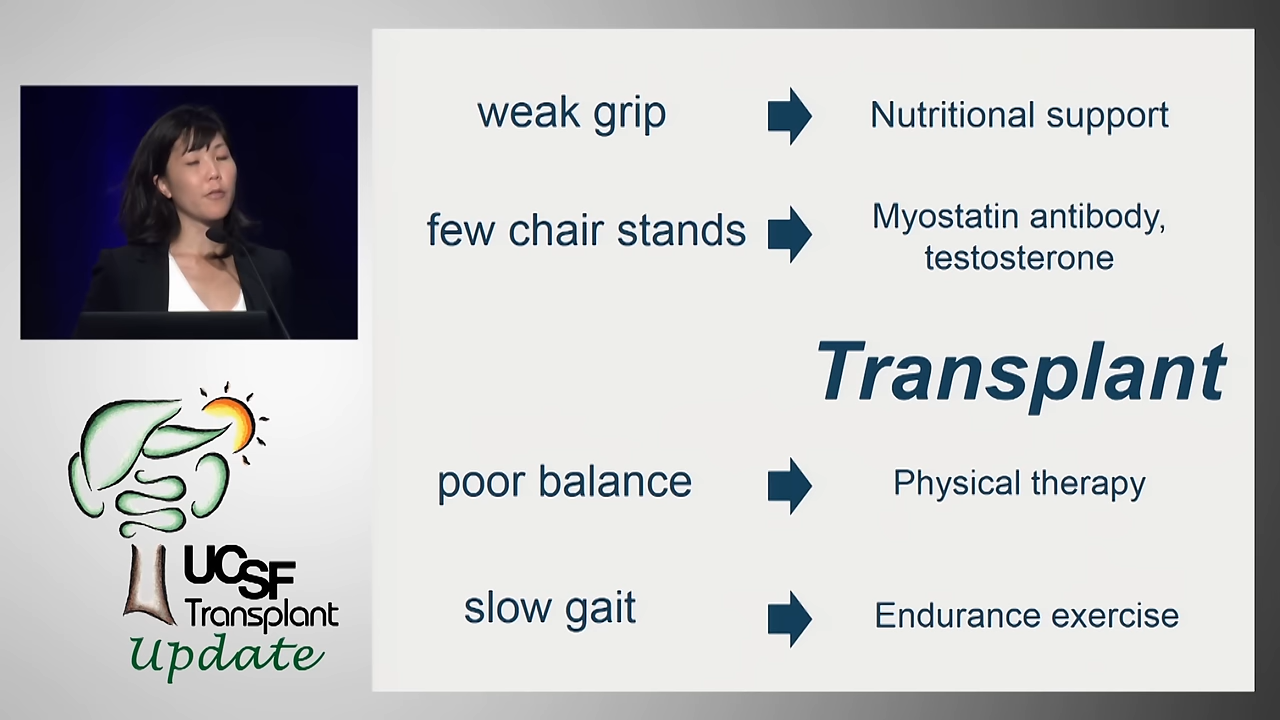 weak grip
Nutritional support
few chair stands
Myostatin antibody,
testosterone
Transplant
poor balance
Physical therapy
slow gait
Endurance exercise
UCSF
Transplant
Update